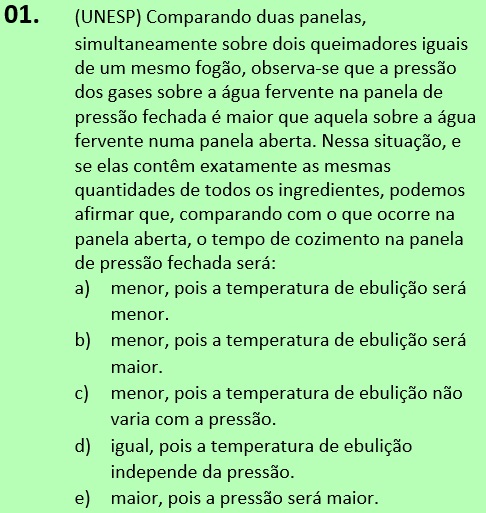 01. (UNESP) Comparando duas panelas,
simultaneamente sobre dois queimadores iguais
de um mesmo fogão, observa-se que a pressão
dos gases sobre a água fervente na panela de
pressão fechada é maior que aquela sobre a água
fervente numa panela aberta. Nessa situação, e
se elas contêm exatamente as mesmas
quantidades de todos os ingredientes, podemos
afirmar que, comparando com o que ocorre na
panela aberta, o tempo de cozimento na panela
de pressão fechada será:
a) menor, pois a temperatura de ebulição será
menor.
b) menor, pois a temperatura de ebulição será
maior.
c) menor, pois a temperatura de ebulição não
varia com a pressão.
d) igual, pois a temperatura de ebulição
independe da pressão.
e) maior, pois a pressão será maior.